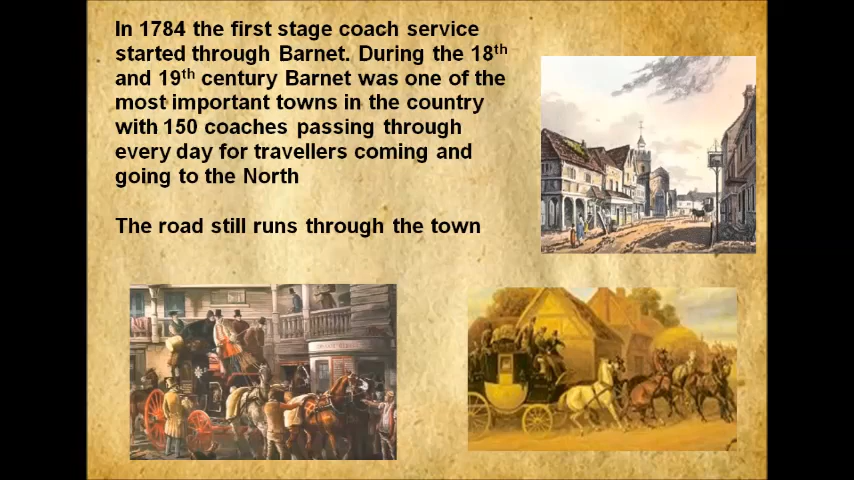 In 1784 the first stage coach service
started through Barnet. During the 18th
and 19th century Barnet was one of the
most important towns in the country
with 150 coaches passing through
every day for travellers coming and
going to the North
The road still runs through the town